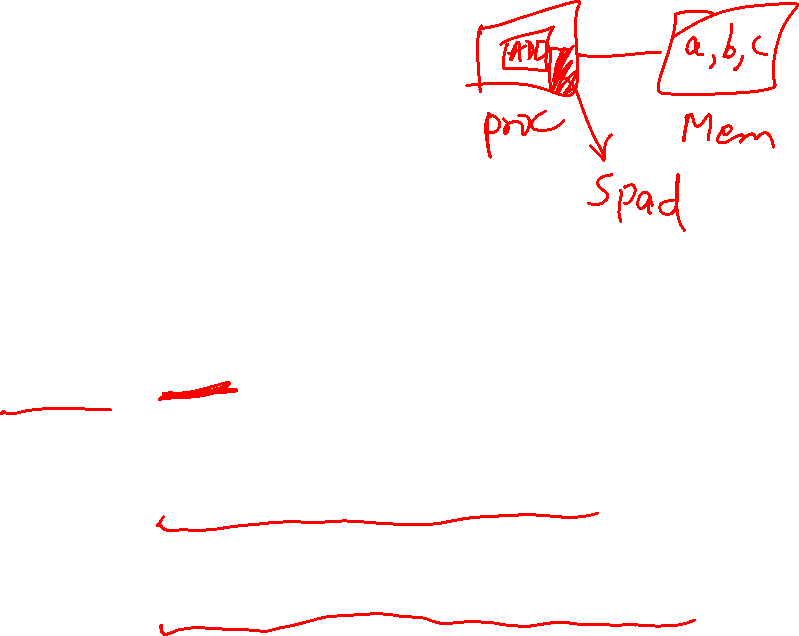 ADD
a, b, c
proc
Mem
Spad